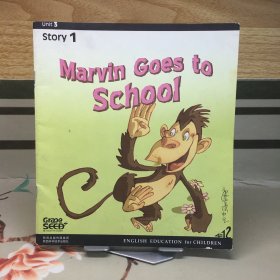 Unit 3
Story 1
Marvin Goes to
School
Grape
SEED
ENGLISH EDUCATION for CHILDREN